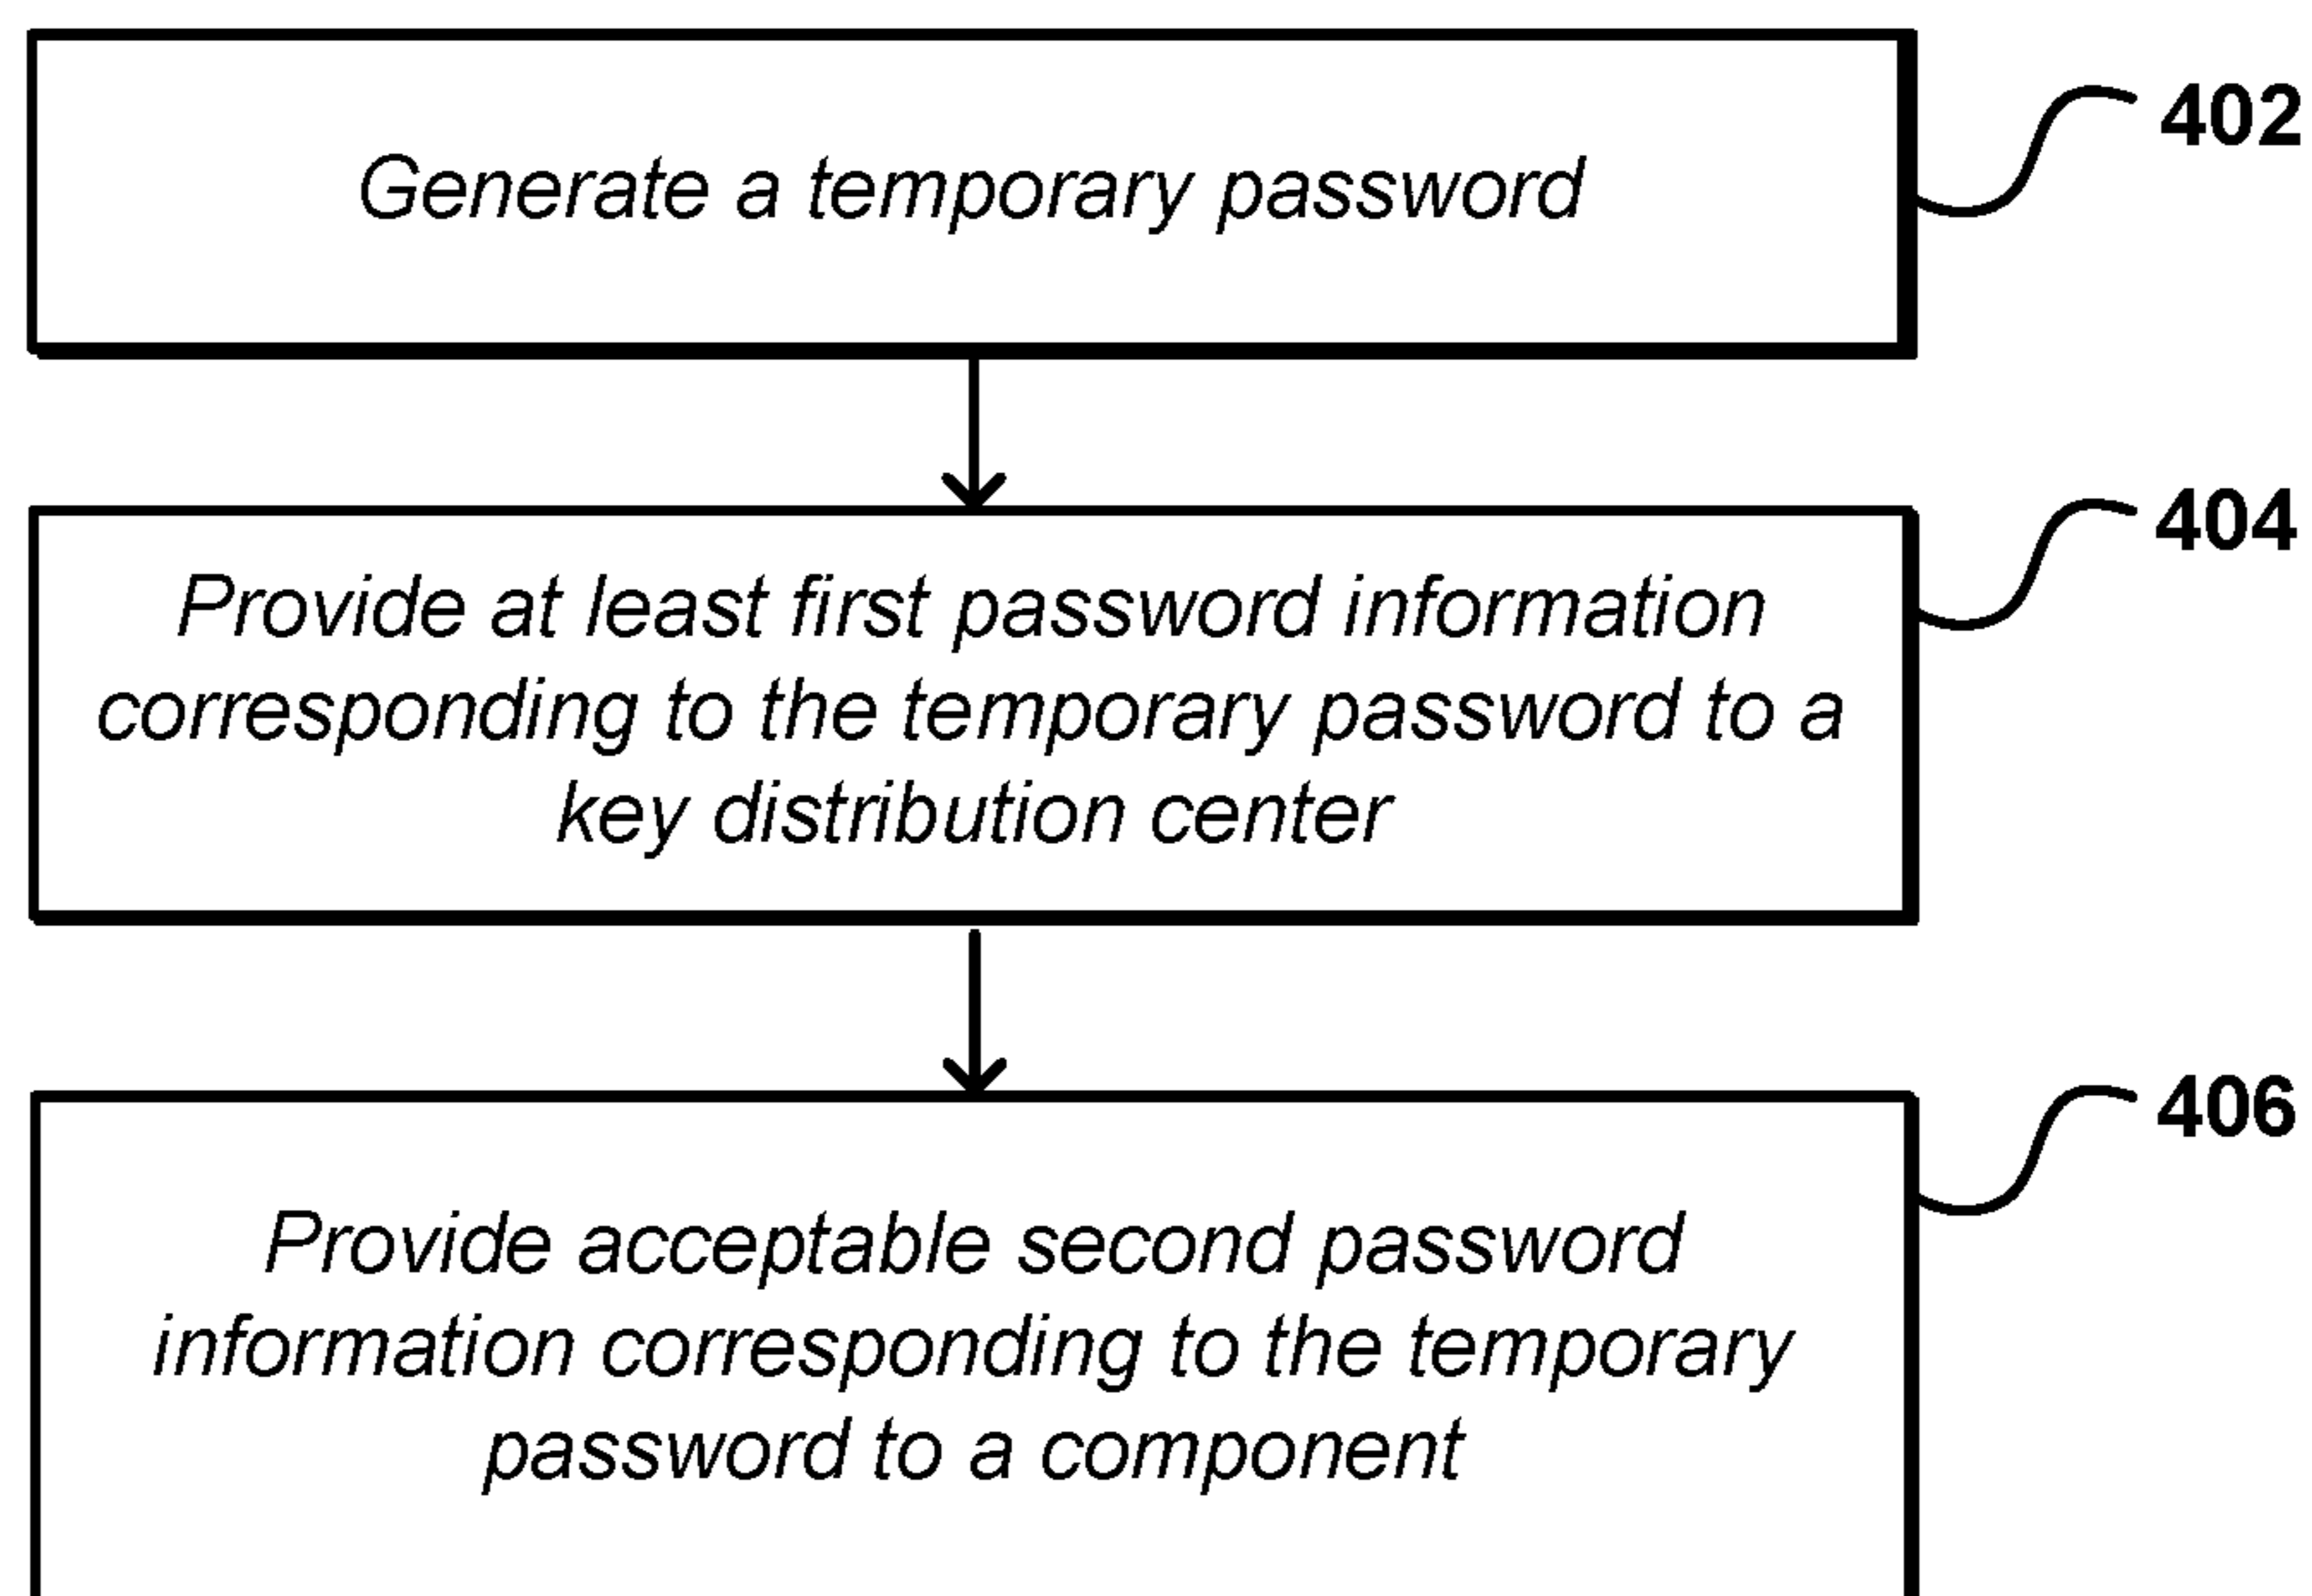 Generate a temporary password
402
Provide at least first password information
corresponding to the temporary password to a
key distribution center
404
Provide acceptable second password
information corresponding to the temporary
password to a component
406